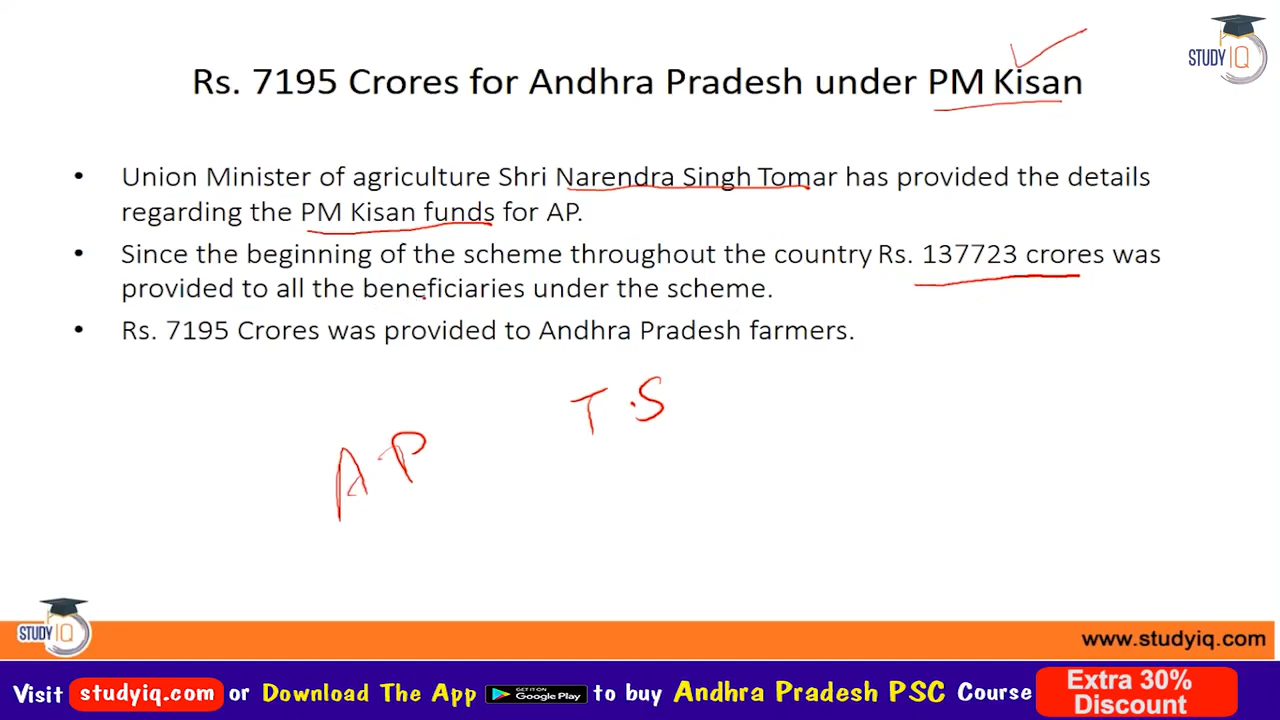 STUDY IQ
Rs. 7195 Crores for Andhra Pradesh under PM Kisan
• Union Minister of agriculture Shri Narendra Singh Tomar has provided the details
regarding the PM Kisan funds for AP.
• Since the beginning of the scheme throughout the country Rs. 137723 crores was
provided to all the beneficiaries under the scheme.
• Rs. 7195 Crores was provided to Andhra Pradesh farmers.
T.S
AP
STUDY IQ
www.studyiq.com
Visit studyiq.com or Download The App GET IT ON Google Play to buy Andhra Pradesh PSC Course Extra 30%
Discount